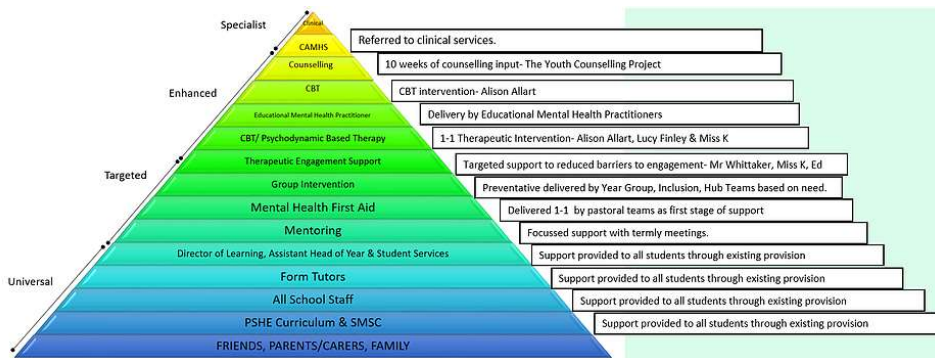 Specialist
Clinical
CAMHS
Referred to clinical services.
Counselling
10 weeks of counselling input- The Youth Counselling Project
Enhanced
CBT
CBT intervention- Alison Allart
Educational Mental Health Practitioner
Delivery by Educational Mental Health Practitioners
CBT/ Psychodynamic Based Therapy
1-1 Therapeutic Intervention- Alison Allart, Lucy Finley & Miss K
Targeted
Therapeutic Engagement Support
Targeted support to reduced barriers to engagement- Mr Whittaker, Miss K, Ed
Group Intervention
Preventative delivered by Year Group, Inclusion, Hub Teams based on need.
Mental Health First Aid
Delivered 1-1 by pastoral teams as first stage of support
Mentoring
Focussed support with termly meetings.
Universal
Director of Learning, Assistant Head of Year & Student Services
Support provided to all students through existing provision
Form Tutors
Support provided to all students through existing provision
All School Staff
Support provided to all students through existing provision
PSHE Curriculum & SMSC
Support provided to all students through existing provision
FRIENDS, PARENTS/CARERS, FAMILY